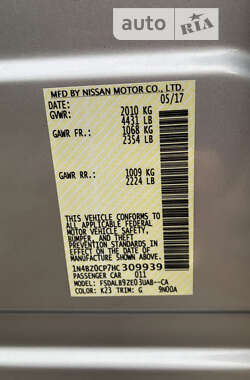 auto RIA
MFD BY NISSAN MOTOR CO., LTD.
DATE: 05/17
GVWR: 2010 KG
4431 LB
GAWR FR.: 1068 KG
2354 LB
GAWR RR.: 1009 KG
2224 LB
THIS VEHICLE CONFORMS TO
ALL APPLICABLE FEDERAL
MOTOR VEHICLE SAFETY,
BUMPER, AND THEFT
PREVENTION STANDARDS IN
EFFECT ON THE DATE OF
MANUFACTURE SHOWN ABOVE.
1N4BZ0CP7HC 309939
PASSENGER CAR 011
MODEL: FSDALB9ZE03UAB--CA
COLOR: K23 TRIM: G 9N00A